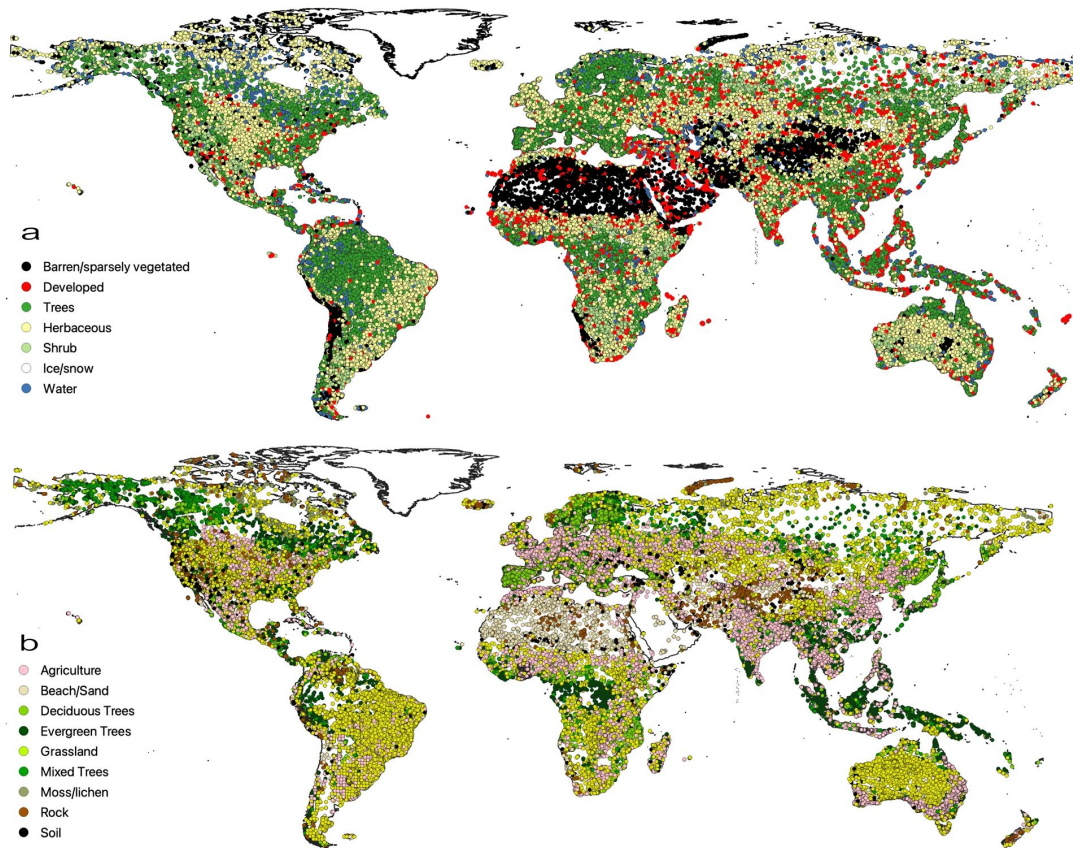 a
Barren/sparsely vegetated
Developed
Trees
Herbaceous
Shrub
Ice/snow
Water
b
Agriculture
Beach/Sand
Deciduous Trees
Evergreen Trees
Grassland
Mixed Trees
Moss/lichen
Rock
Soil